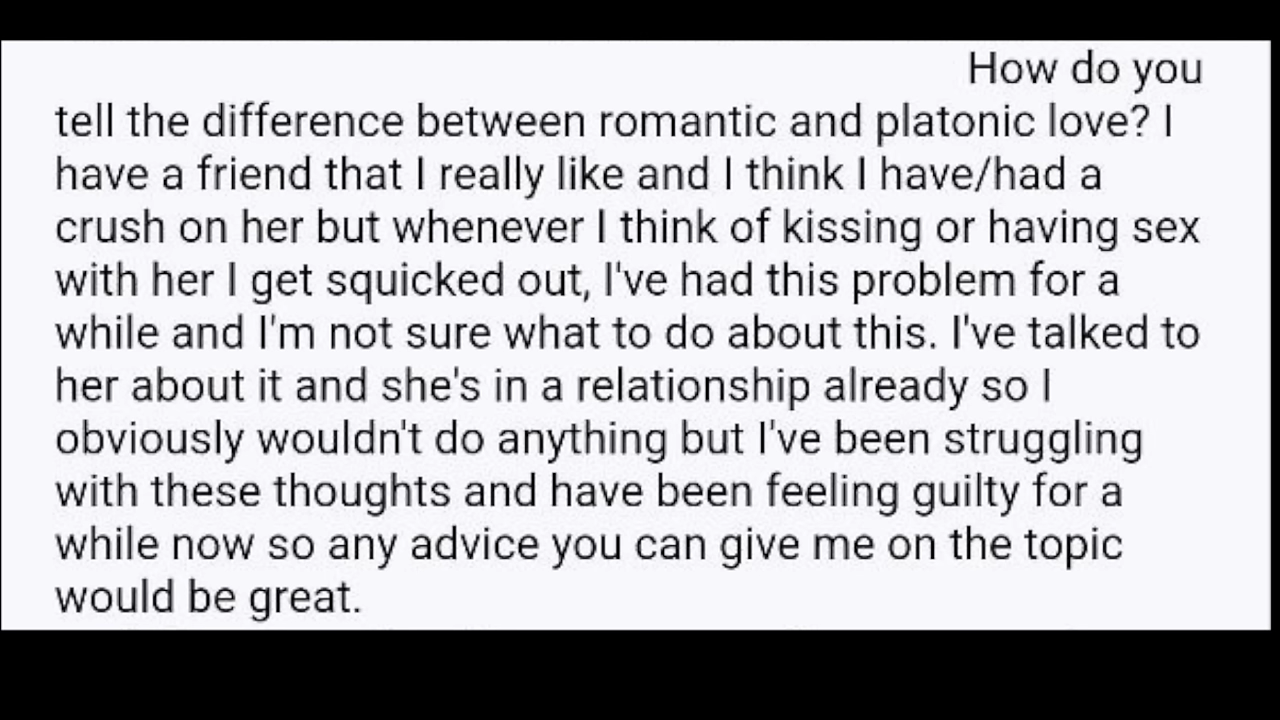 How do you
tell the difference between romantic and platonic love? I
have a friend that I really like and I think I have/had a
crush on her but whenever I think of kissing or having sex
with her I get squicked out, I've had this problem for a
while and I'm not sure what to do about this. I've talked to
her about it and she's in a relationship already so I
obviously wouldn't do anything but I've been struggling
with these thoughts and have been feeling guilty for a
while now so any advice you can give me on the topic
would be great.